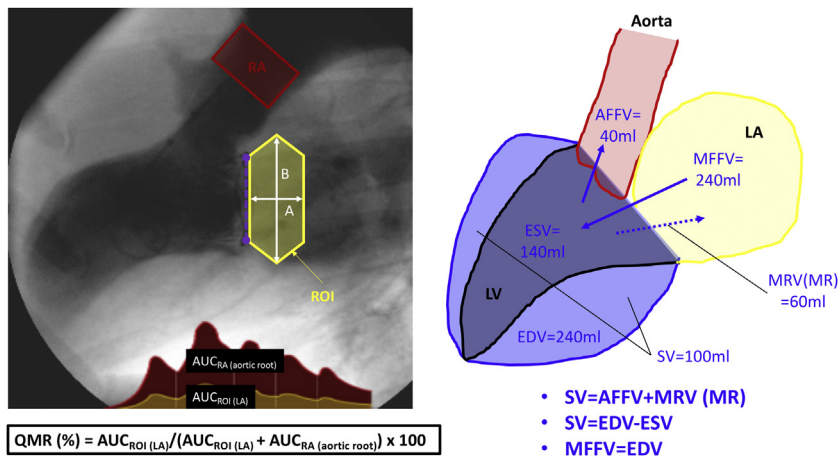 RA
B
A
ROI
AUCRA (aortic root)
AUCROI (LA)
QMR (%) = AUCROI (LA)/(AUCROI (LA) + AUCRA (aortic root)) x 100
Aorta
AFFV=
40ml
LA
MFFV=
240ml
ESV=
140ml
LV
MRV(MR)
=60ml
EDV=240ml
SV=100ml
• SV=AFFV+MRV (MR)
• SV=EDV-ESV
• MFFV=EDV